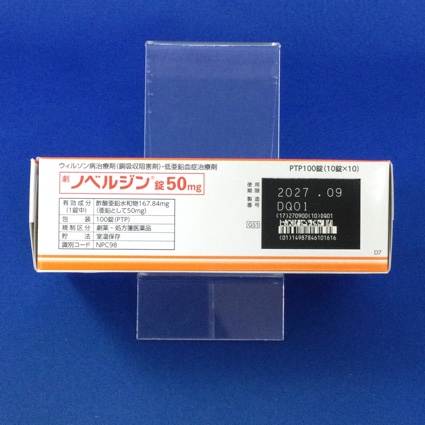 ウィルソン病治療剤(銅吸収阻害剤)・低亜鉛血症治療剤
PTP100錠(10錠×10)
劇 ノベルジン®錠50mg
有効成分(1錠中) 酢酸亜鉛水和物167.84mg
(亜鉛として50mg)
包装 100錠(PTP)
規制区分 劇薬・処方箋医薬品
貯法 室温保存
識別コード NPC98
使用期限 2027.09
製造番号 DQ01
(17)270900(10)DQ01
GS1
(01)14987846101616
D7